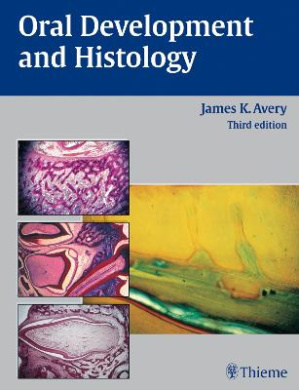 Oral Development
and Histology
James K. Avery
Third edition
Thieme